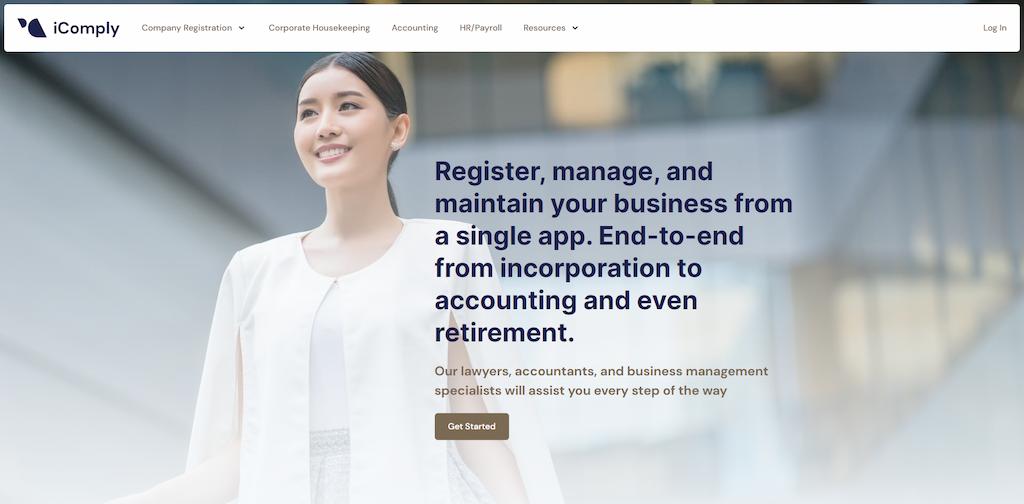 iComply
Company Registration
Corporate Housekeeping
Accounting
HR/Payroll
Resources
Log In
Register, manage, and
maintain your business from
a single app. End-to-end
from incorporation to
accounting and even
retirement.
Our lawyers, accountants, and business management
specialists will assist you every step of the way
Get Started